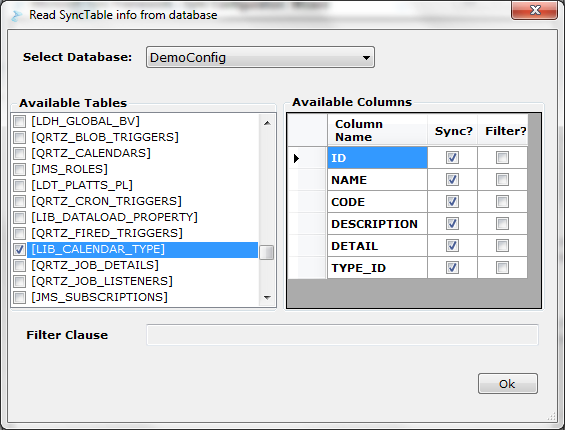 Read SyncTable info from database
Select Database: DemoConfig
Available Tables
[LDH_GLOBAL_BV]
[QRTZ_BLOB_TRIGGERS]
[QRTZ_CALENDARS]
[JMS_ROLES]
[LDT_PLATTS_PL]
[QRTZ_CRON_TRIGGERS]
[LIB_DATALOAD_PROPERTY]
[QRTZ_FIRED_TRIGGERS]
[LIB_CALENDAR_TYPE]
[QRTZ_JOB_DETAILS]
[QRTZ_JOB_LISTENERS]
[JMS_SUBSCRIPTIONS]
Available Columns
Column Name Sync? Filter?
ID
NAME
CODE
DESCRIPTION
DETAIL
TYPE_ID
Filter Clause
Ok